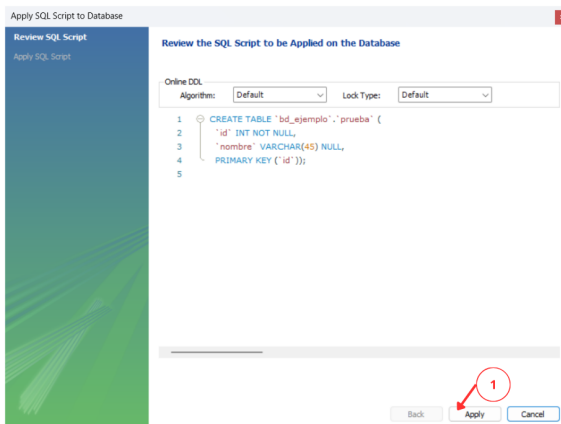 Apply SQL Script to Database
Review SQL Script
Apply SQL Script
Review the SQL Script to be Applied on the Database
Online DDL
Algorithm: Default Lock Type: Default
1 CREATE TABLE `bd_ejemplo`.`prueba` (
2 `id` INT NOT NULL,
3 `nombre` VARCHAR(45) NULL,
4 PRIMARY KEY (`id`));
5
1
Back Apply Cancel